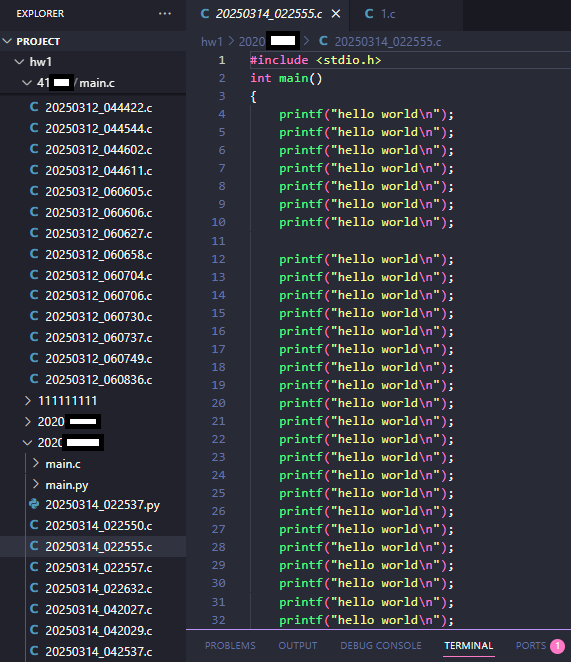 EXPLORER
PROJECT
hw1
41 /main.c
20250312_044422.c
20250312_044544.c
20250312_044602.c
20250312_044611.c
20250312_060605.c
20250312_060606.c
20250312_060627.c
20250312_060658.c
20250312_060704.c
20250312_060706.c
20250312_060730.c
20250312_060737.c
20250312_060749.c
20250312_060836.c
111111111
2020
2020
main.c
main.py
20250314_022537.py
20250314_022550.c
20250314_022555.c
20250314_022557.c
20250314_022632.c
20250314_042027.c
20250314_042029.c
20250314_042537.c
C 20250314_022555.c × C 1.c
hw1 > 2020 > C 20250314_022555.c
1 #include <stdio.h>
2 int main()
3 {
4 printf("hello world\n");
5 printf("hello world\n");
6 printf("hello world\n");
7 printf("hello world\n");
8 printf("hello world\n");
9 printf("hello world\n");
10 printf("hello world\n");
11
12 printf("hello world\n");
13 printf("hello world\n");
14 printf("hello world\n");
15 printf("hello world\n");
16 printf("hello world\n");
17 printf("hello world\n");
18 printf("hello world\n");
19 printf("hello world\n");
20 printf("hello world\n");
21 printf("hello world\n");
22 printf("hello world\n");
23 printf("hello world\n");
24 printf("hello world\n");
25 printf("hello world\n");
26 printf("hello world\n");
27 printf("hello world\n");
28 printf("hello world\n");
29 printf("hello world\n");
30 printf("hello world\n");
31 printf("hello world\n");
32 printf("hello world\n");
PROBLEMS OUTPUT DEBUG CONSOLE TERMINAL PORTS 1